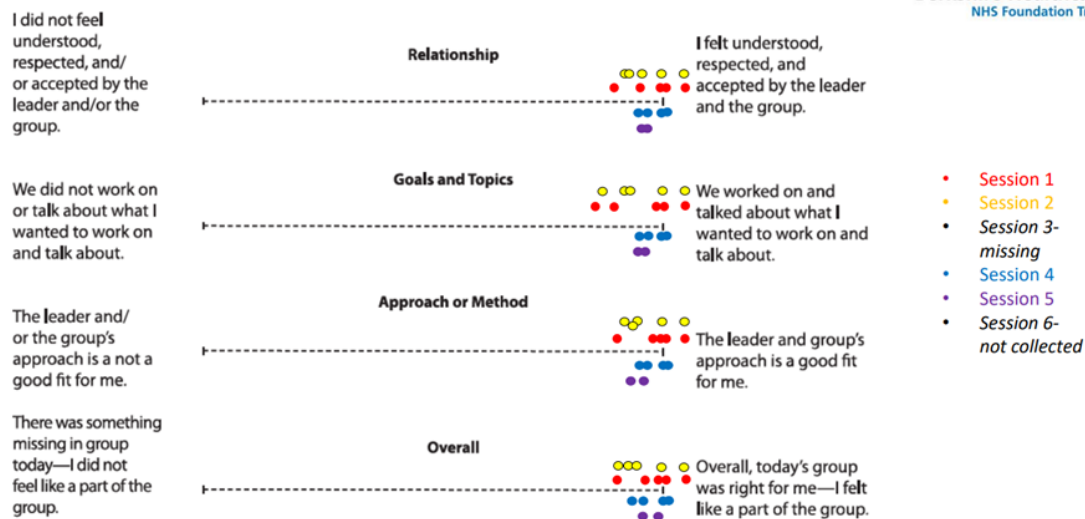 NHS Foundation
I did not feel
understood,
respected, and/
or accepted by the
leader and/or the
group.
Relationship
I felt understood,
respected, and
accepted by the leader
and the group.
We did not work on
or talk about what I
wanted to work on
and talk about.
Goals and Topics
We worked on and
talked about what I
wanted to work on and
talk about.
The leader and/
or the group's
approach is a not a
good fit for me.
Approach or Method
The leader and group's
approach is a good fit
for me.
There was something
missing in group
today—I did not
feel like a part of the
group.
Overall
Overall, today's group
was right for me—I felt
like a part of the group.
• Session 1
• Session 2
• Session 3-
missing
• Session 4
• Session 5
• Session 6-
not collected